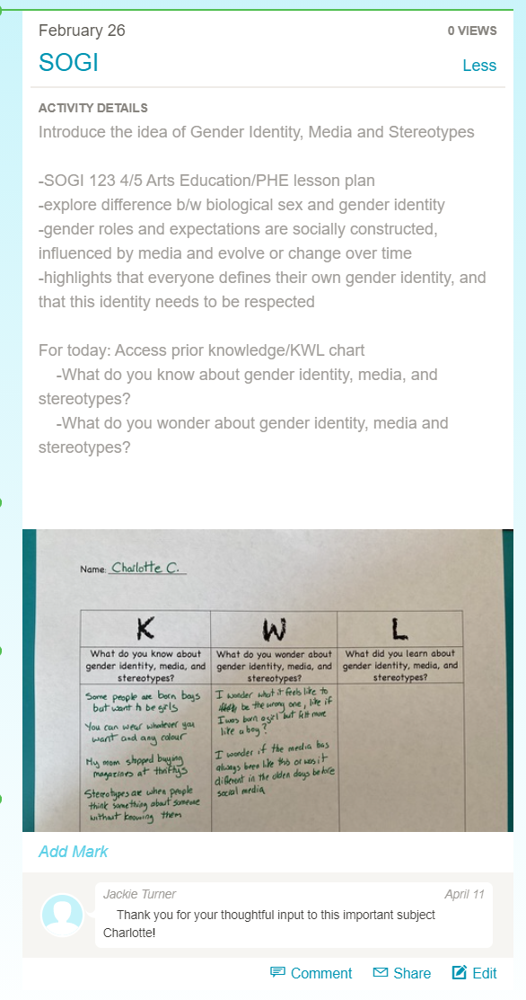 February 26
0 VIEWS
SOGI
Less
ACTIVITY DETAILS
Introduce the idea of Gender Identity, Media and Stereotypes
-SOGI 123 4/5 Arts Education/PHE lesson plan
-explore difference b/w biological sex and gender identity
-gender roles and expectations are socially constructed,
influenced by media and evolve or change over time
-highlights that everyone defines their own gender identity, and
that this identity needs to be respected
For today: Access prior knowledge/KWL chart
-What do you know about gender identity, media, and
stereotypes?
-What do you wonder about gender identity, media and
stereotypes?
Name: Charlotte C.
K
W
L
What do you know about
gender identity, media, and
stereotypes?
What do you wonder about
gender identity, media, and
stereotypes?
What did you learn about
gender identity, media, and
stereotypes?
Some people are born boys
but want to be girls
You can wear whatever you
want and any colour
My mom stopped buying
magazines at thriftys
Stereotypes are when people
think something about someone
without knowing them
I wonder what it feels like to
be the wrong one, like if
I was born a girl but felt more
like a boy?
I wonder if the media has
always been like this or was it
different in the olden days before
social media
Add Mark
Jackie Turner
April 11
Thank you for your thoughtful input to this important subject
Charlotte!
Comment
Share
Edit